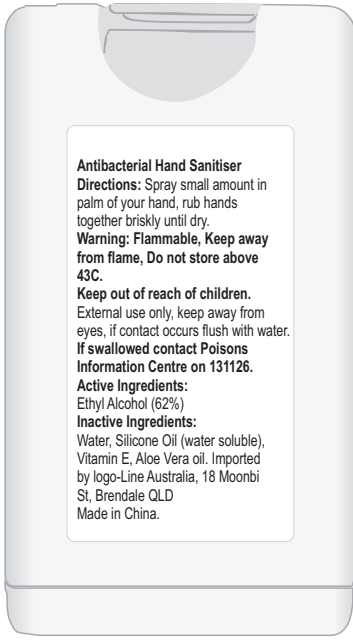 Antibacterial Hand Sanitiser
Directions: Spray small amount in
palm of your hand, rub hands
together briskly until dry.
Warning: Flammable, Keep away
from flame, Do not store above
43C.
Keep out of reach of children.
External use only, keep away from
eyes, if contact occurs flush with water.
If swallowed contact Poisons
Information Centre on 131126.
Active Ingredients:
Ethyl Alcohol (62%)
Inactive Ingredients:
Water, Silicone Oil (water soluble),
Vitamin E, Aloe Vera oil. Imported
by logo-Line Australia, 18 Moonbi
St, Brendale QLD
Made in China.